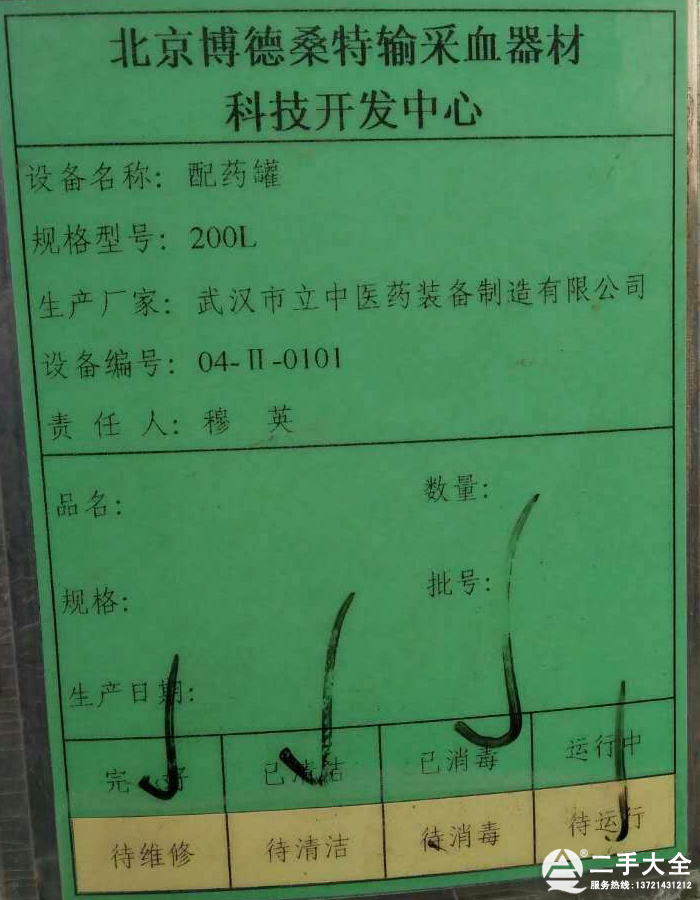 北京博德桑特输采血器材
科技开发中心
设备名称：配药罐
规格型号：200L
生产厂家：武汉市立中医药装备制造有限公司
设备编号：04-Ⅱ-0101
责 任 人：穆 英
品名： 数量：
规格： 批号：
生产日期：
完 好 已清洁 已消毒 运行中
待维修 待清洁 待消毒 待运行
二手大全
服务热线:13721431212